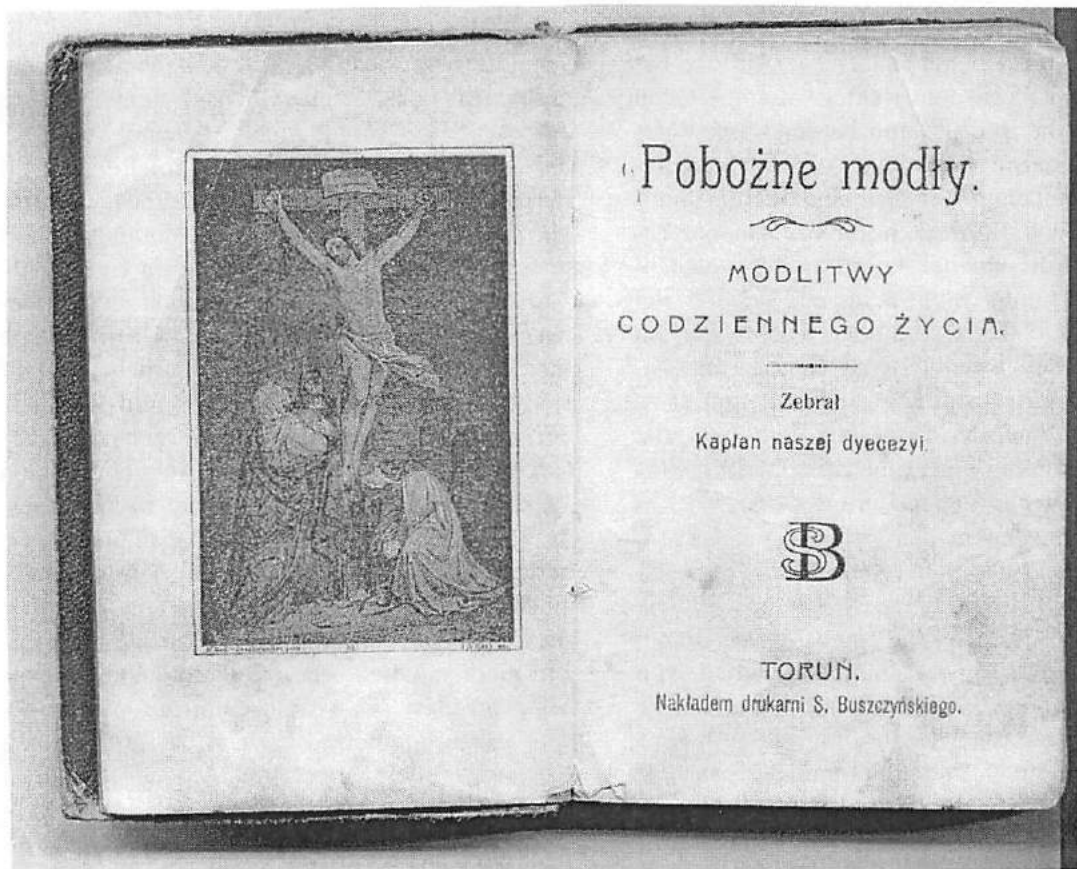 Pobożne modły.
MODLITWY
CODZIENNEGO ŻYCIA.
Zebrał
Kapłan naszej dyecezyi.
SB
TORUŃ.
Nakładem drukarni S. Buszczyńskiego.